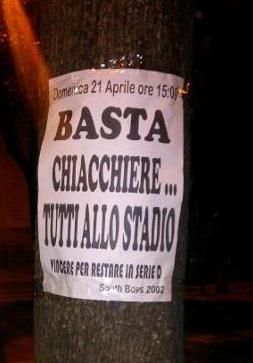 Domenica 21 Aprile ore 15:00
BASTA
CHIACCHIERE...
TUTTI ALLO STADIO
VINCERE PER RESTARE IN SERIE D
South Boys 2002